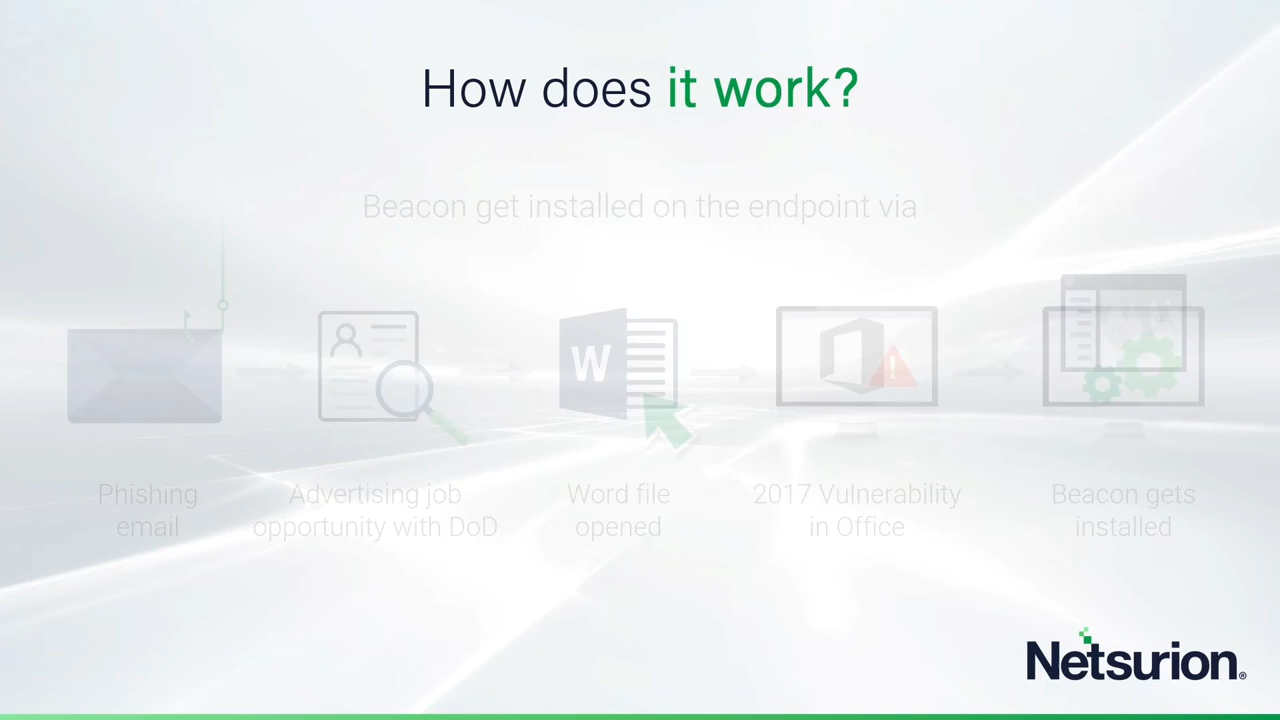 How does it work?
Beacon get installed on the endpoint via
W
!
Phishing
email
Advertising job
opportunity with DoD
Word file
opened
2017 Vulnerability
in Office
Beacon gets
installed
Netsurion®